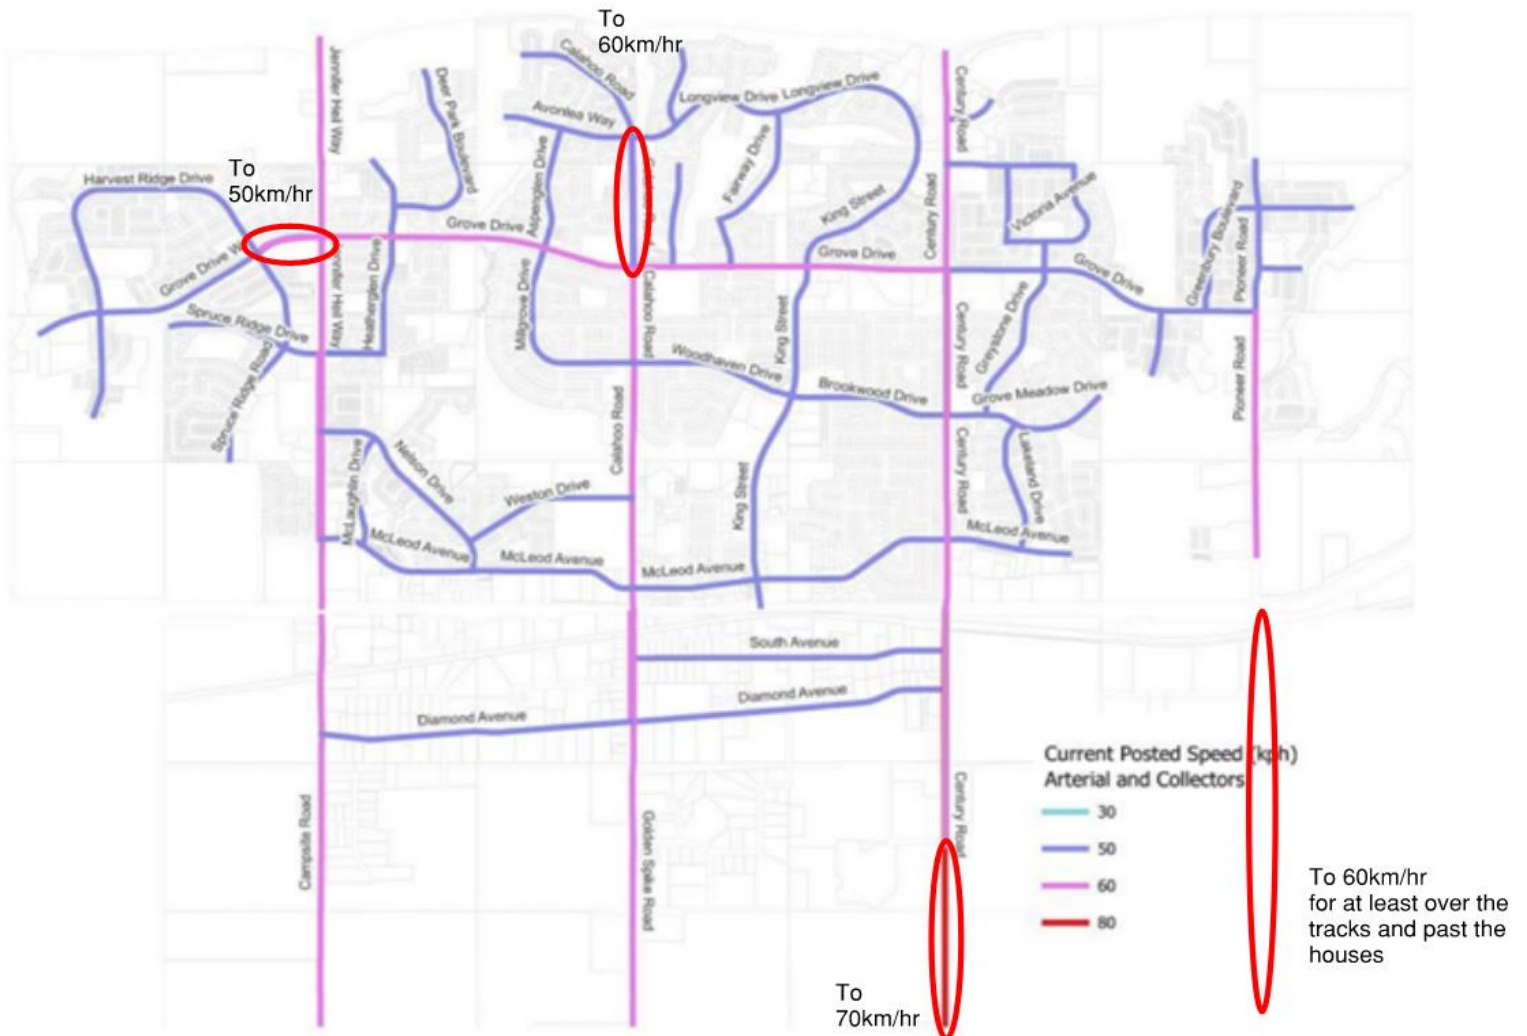 To
60km/hr
Jennifer Heil Way
Deer Park Boulevard
Calahoo Road
Avonlea Way
Longview Drive
Longview Drive
Century Road
To
50km/hr
Harvest Ridge Drive
Aspenglen Drive
Fairway Drive
King Street
Victoria Avenue
Century Road
Greenbury Boulevard
Pioneer Road
Grove Drive
Grove Drive
Grove Drive
Grove Drive W
Jennifer Heil Way
Heatherglen Drive
Millgrove Drive
Calahoo Road
King Street
Century Road
Greystone Drive
Spruce Ridge Drive
Spruce Ridge Road
Woodhaven Drive
Brookwood Drive
Grove Meadow Drive
Pioneer Road
Calahoo Road
McLaughlin Drive
Nelson Drive
Weston Drive
King Street
Century Road
Lakeland Drive
McLeod Avenue
McLeod Avenue
McLeod Avenue
McLeod Avenue
South Avenue
Diamond Avenue
Diamond Avenue
Campsite Road
Golden Spike Road
Century Road
Current Posted Speed (kph)
Arterial and Collectors
30
50
60
80
To 60km/hr
for at least over the
tracks and past the
houses
To
70km/hr